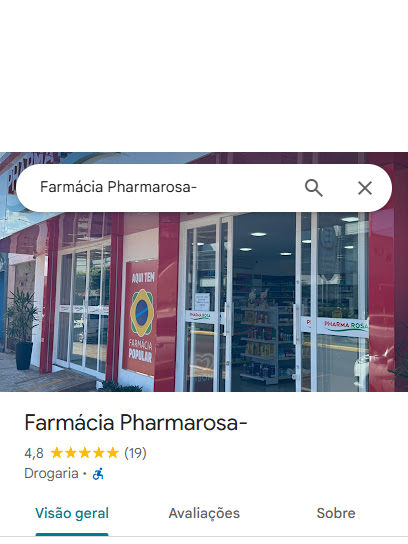 PHARMA
Farmácia Pharmarosa-
AQUI TEM
FARMÁCIA
POPULAR
PHARMA ROSA
Farmácia Pharmarosa-
4,8 (19)
Drogaria ·
Visão geral
Avaliações
Sobre